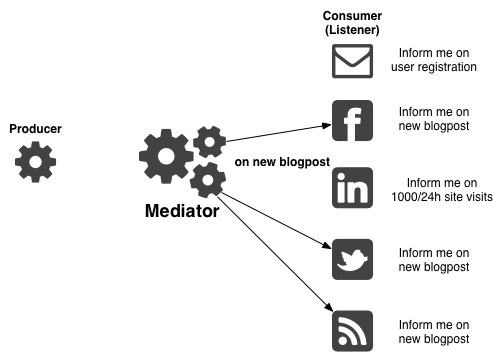 Consumer
(Listener)
Inform me on
user registration
Inform me on
new blogpost
Producer
on new blogpost
Mediator
in
Inform me on
1000/24h site visits
Inform me on
new blogpost
Inform me on
new blogpost